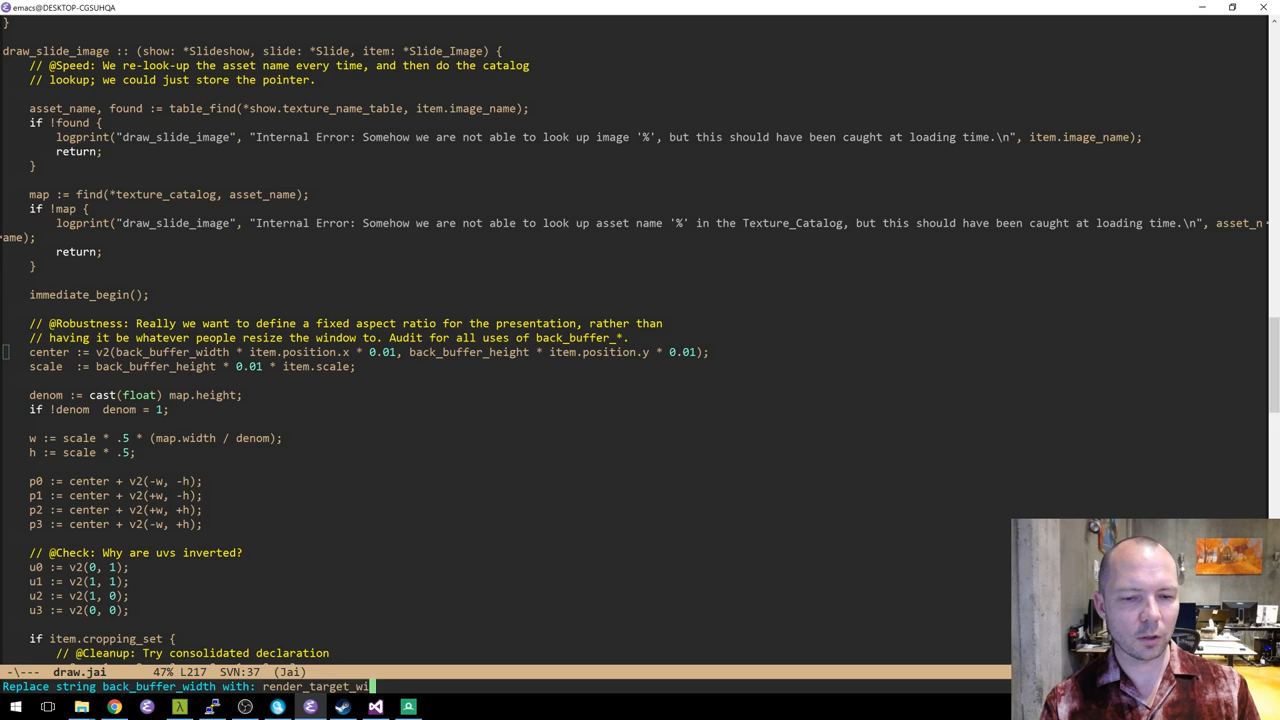 emacs@DESKTOP-CGSUHQA
}
draw_slide_image :: (show: *Slideshow, slide: *Slide, item: *Slide_Image) {
    // @Speed: We re-look-up the asset name every time, and then do the catalog
    // lookup; we could just store the pointer.
    asset_name, found := table_find(*show.texture_name_table, item.image_name);
    if !found {
        logprint("draw_slide_image", "Internal Error: Somehow we are not able to look up image '%', but this should have been caught at loading time.\n", item.image_name);
        return;
    }
    map := find(*texture_catalog, asset_name);
    if !map {
        logprint("draw_slide_image", "Internal Error: Somehow we are not able to look up asset name '%' in the Texture_Catalog, but this should have been caught at loading time.\n", asset_n
ame);
        return;
    }
    immediate_begin();
    // @Robustness: Really we want to define a fixed aspect ratio for the presentation, rather than
    // having it be whatever people resize the window to. Audit for all uses of back_buffer_*.
    center := v2(back_buffer_width * item.position.x * 0.01, back_buffer_height * item.position.y * 0.01);
    scale  := back_buffer_height * 0.01 * item.scale;
    denom := cast(float) map.height;
    if !denom  denom = 1;
    w := scale * .5 * (map.width / denom);
    h := scale * .5;
    p0 := center + v2(-w, -h);
    p1 := center + v2(+w, -h);
    p2 := center + v2(+w, +h);
    p3 := center + v2(-w, +h);
    // @Check: Why are uvs inverted?
    u0 := v2(0, 1);
    u1 := v2(1, 1);
    u2 := v2(1, 0);
    u3 := v2(0, 0);
    if item.cropping_set {
        // @Cleanup: Try consolidated declaration
-\---  draw.jai       47% L217  SVN:37  (Jai)
Replace string back_buffer_width with: render_target_wi